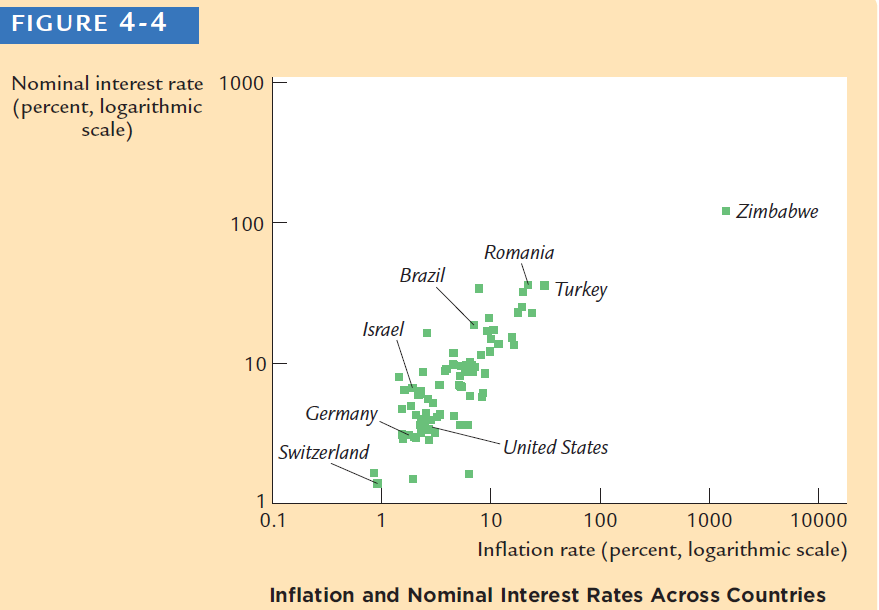 FIGURE 4-4
Nominal interest rate
(percent, logarithmic
scale)
1000
100
10
1
Zimbabwe
Romania
Brazil
Turkey
Israel
Germany
United States
Switzerland
0.1
1
10
100
1000
10000
Inflation rate (percent, logarithmic scale)
Inflation and Nominal Interest Rates Across Countries